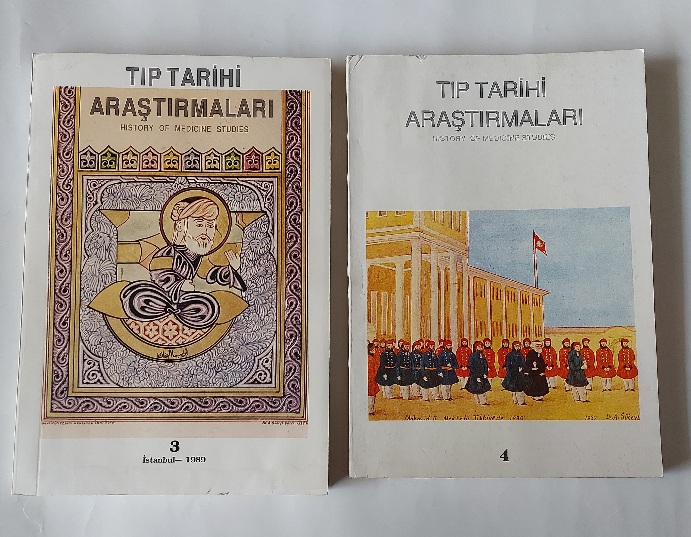 TIP TARİHİ
ARAŞTIRMALARI
HISTORY OF MEDICINE STUDIES
3
İstanbul— 1989
TIP TARİHİ
ARAŞTIRMALARI
HISTORY OF MEDICINE STUDIES
4